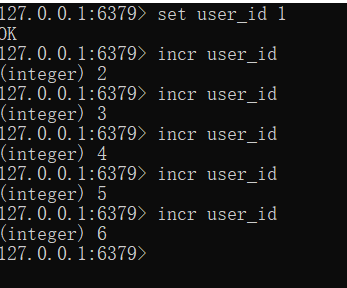 127.0.0.1:6379> set user_id 1
OK
127.0.0.1:6379> incr user_id
(integer) 2
127.0.0.1:6379> incr user_id
(integer) 3
127.0.0.1:6379> incr user_id
(integer) 4
127.0.0.1:6379> incr user_id
(integer) 5
127.0.0.1:6379> incr user_id
(integer) 6
127.0.0.1:6379>